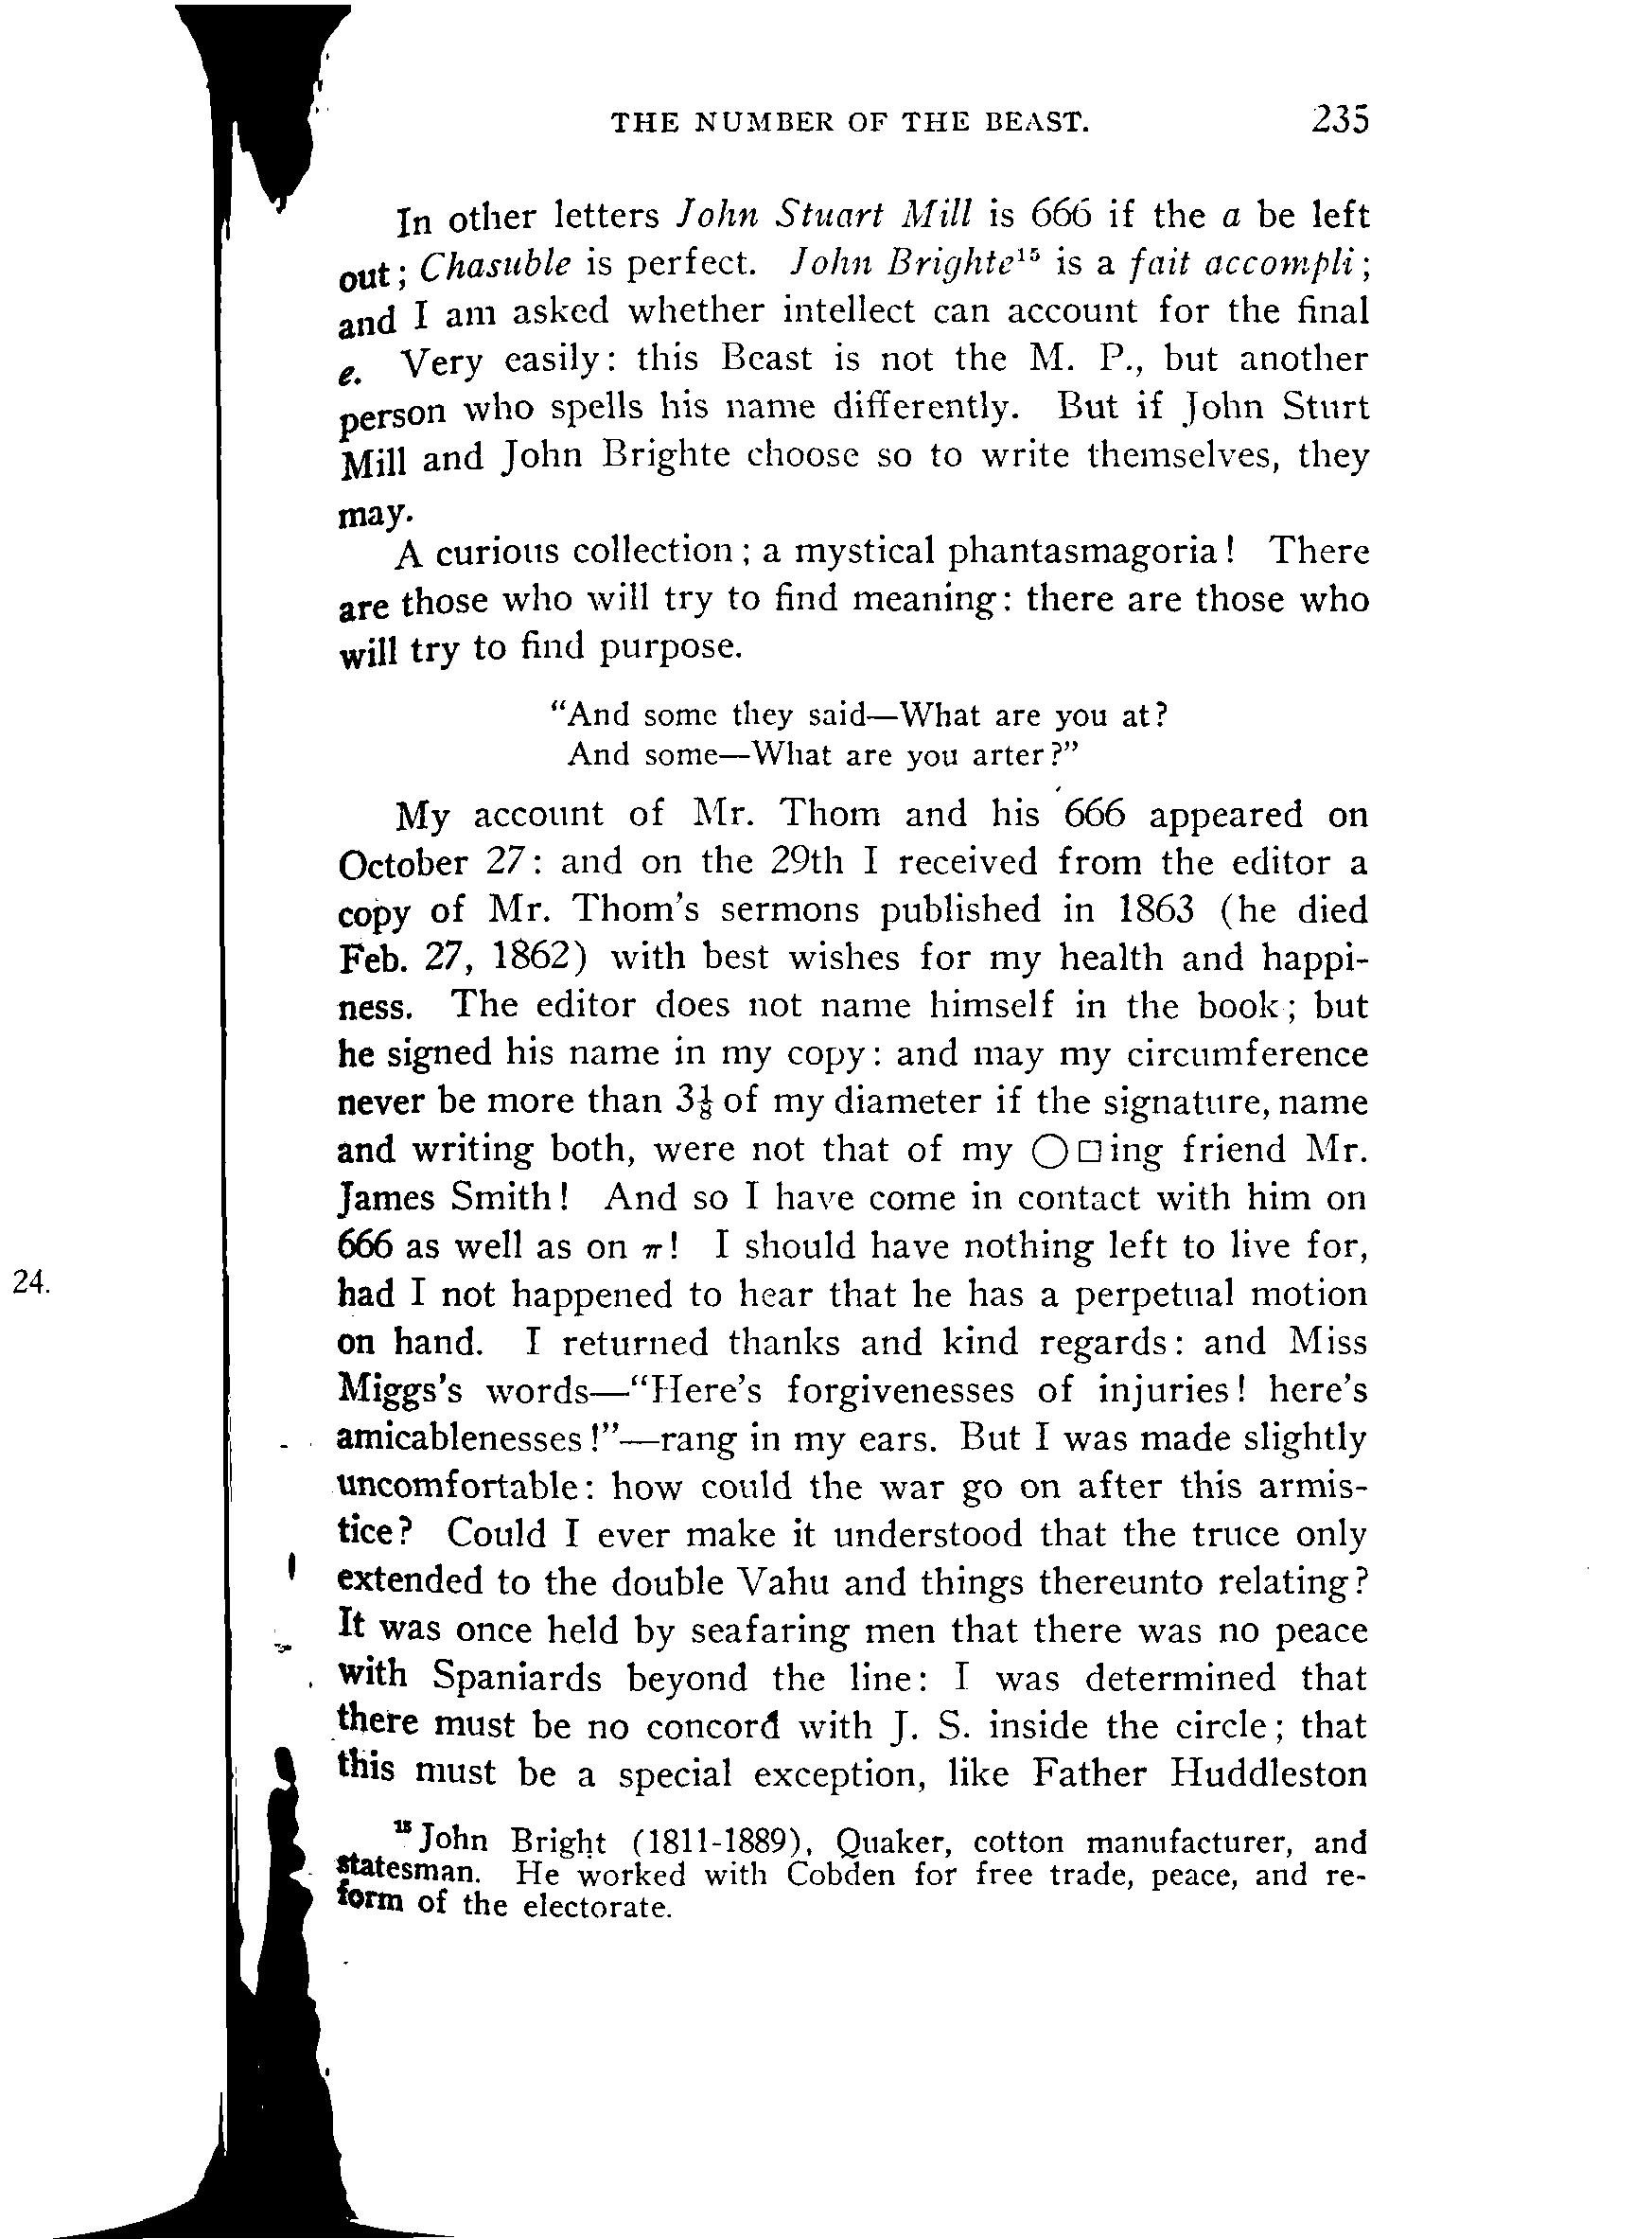 THE NUMBER OF THE BEAST. 235
In other letters John Stuart Mill is 666 if the a be left
out; Chasuble is perfect. John Brighte¹⁵ is a fait accompli;
and I am asked whether intellect can account for the final
e. Very easily: this Beast is not the M. P., but another
person who spells his name differently. But if John Sturt
Mill and John Brighte choose so to write themselves, they
may.
A curious collection; a mystical phantasmagoria! There
are those who will try to find meaning: there are those who
will try to find purpose.
"And some they said—What are you at?
And some—What are you arter?"
My account of Mr. Thom and his 666 appeared on
October 27: and on the 29th I received from the editor a
copy of Mr. Thom's sermons published in 1863 (he died
Feb. 27, 1862) with best wishes for my health and happi-
ness. The editor does not name himself in the book; but
he signed his name in my copy: and may my circumference
never be more than 3⅛ of my diameter if the signature, name
and writing both, were not that of my ○□ing friend Mr.
James Smith! And so I have come in contact with him on
666 as well as on π! I should have nothing left to live for,
24.
had I not happened to hear that he has a perpetual motion
on hand. I returned thanks and kind regards: and Miss
Miggs's words—"Here's forgivenesses of injuries! here's
amicablenesses!"—rang in my ears. But I was made slightly
uncomfortable: how could the war go on after this armis-
tice? Could I ever make it understood that the truce only
extended to the double Vahu and things thereunto relating?
It was once held by seafaring men that there was no peace
with Spaniards beyond the line: I was determined that
there must be no concord with J. S. inside the circle; that
this must be a special exception, like Father Huddleston
¹⁵ John Bright (1811-1889), Quaker, cotton manufacturer, and
statesman. He worked with Cobden for free trade, peace, and re-
form of the electorate.